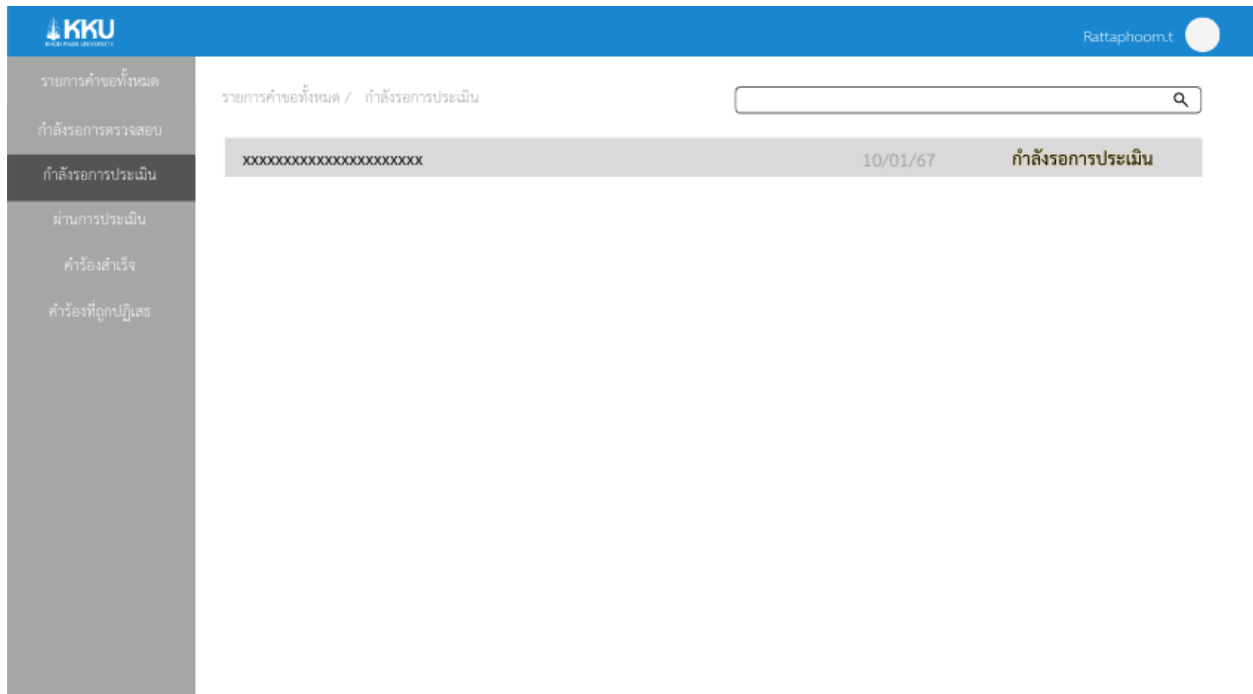 KKU
KHON KAEN UNIVERSITY
Rattaphoom.t
รายการคำขอทั้งหมด
กำลังรอการตรวจสอบ
กำลังรอการประเมิน
ผ่านการประเมิน
คำร้องสำเร็จ
คำร้องที่ถูกปฏิเสธ
รายการคำขอทั้งหมด / กำลังรอการประเมิน
xxxxxxxxxxxxxxxxxxxxxx 10/01/67 กำลังรอการประเมิน